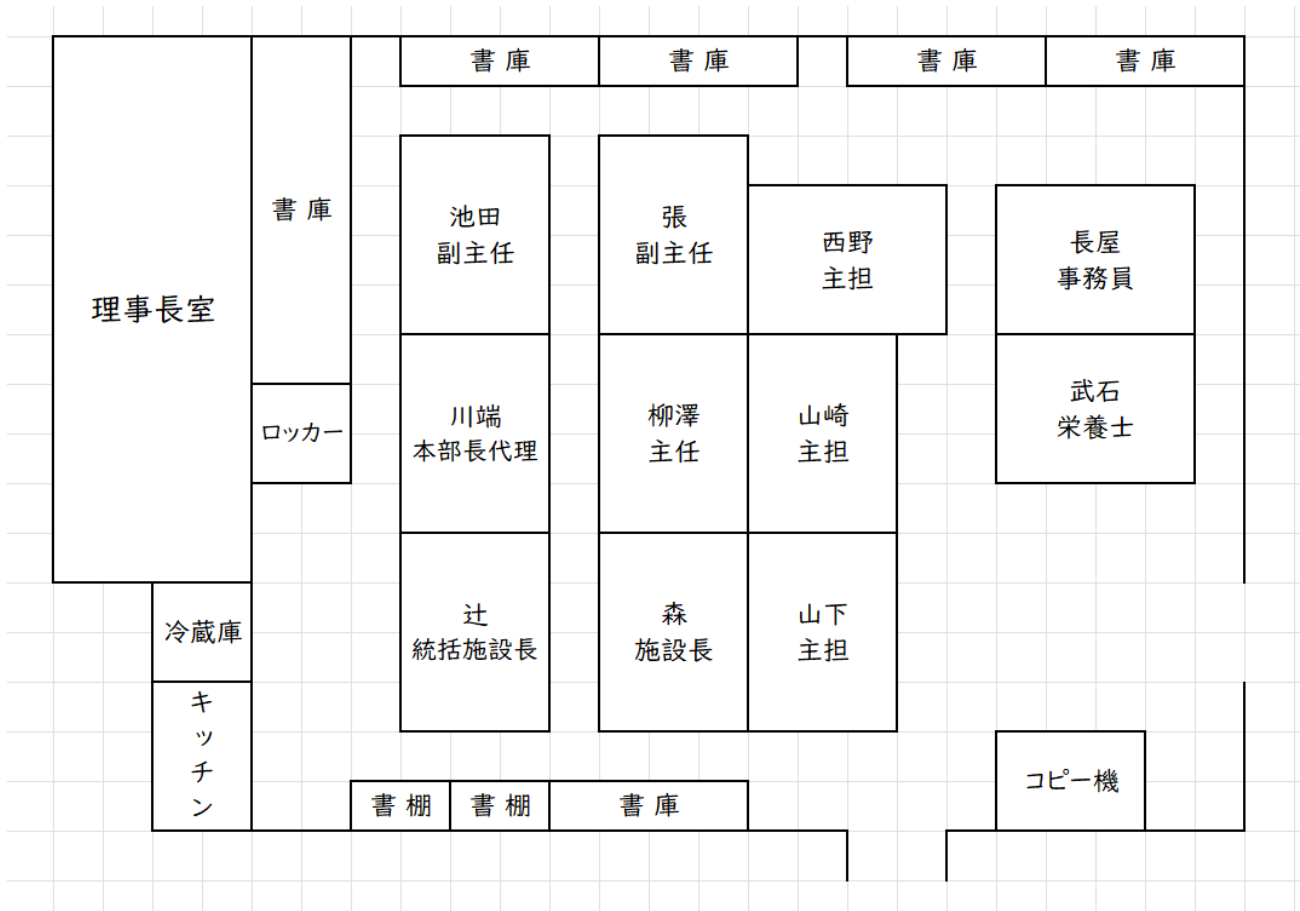 書 庫
書 庫
書 庫
書 庫
理事長室
書 庫
ロッカー
池田
副主任
張
副主任
西野
主担
長屋
事務員
川端
本部長代理
柳澤
主任
山崎
主担
武石
栄養士
辻
統括施設長
森
施設長
山下
主担
冷蔵庫
キッチン
書 棚
書 棚
書 庫
コピー機